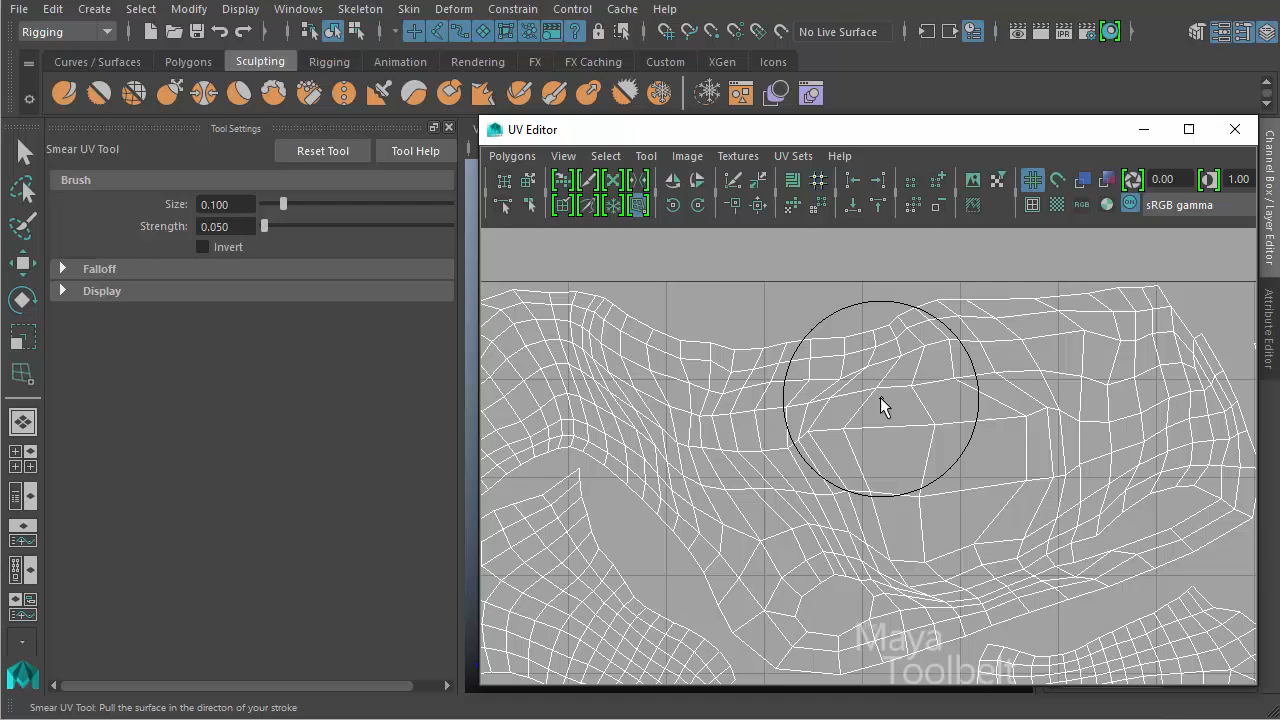 File Edit Create Select Modify Display Windows Skeleton Skin Deform Constrain Control Cache Help
Rigging
No Live Surface
IPR
Curves / Surfaces Polygons Sculpting Rigging Animation Rendering FX FX Caching Custom XGen Icons
Tool Settings
Smear UV Tool Reset Tool Tool Help
Brush
Size: 0.100
Strength: 0.050
Invert
Falloff
Display
UV Editor
Polygons View Select Tool Image Textures UV Sets Help
0.00 1.00
RGB ON sRGB gamma
Channel Box / Layer Editor
Attribute Editor
Maya
Toolbelt
Smear UV Tool: Pull the surface in the directon of your stroke